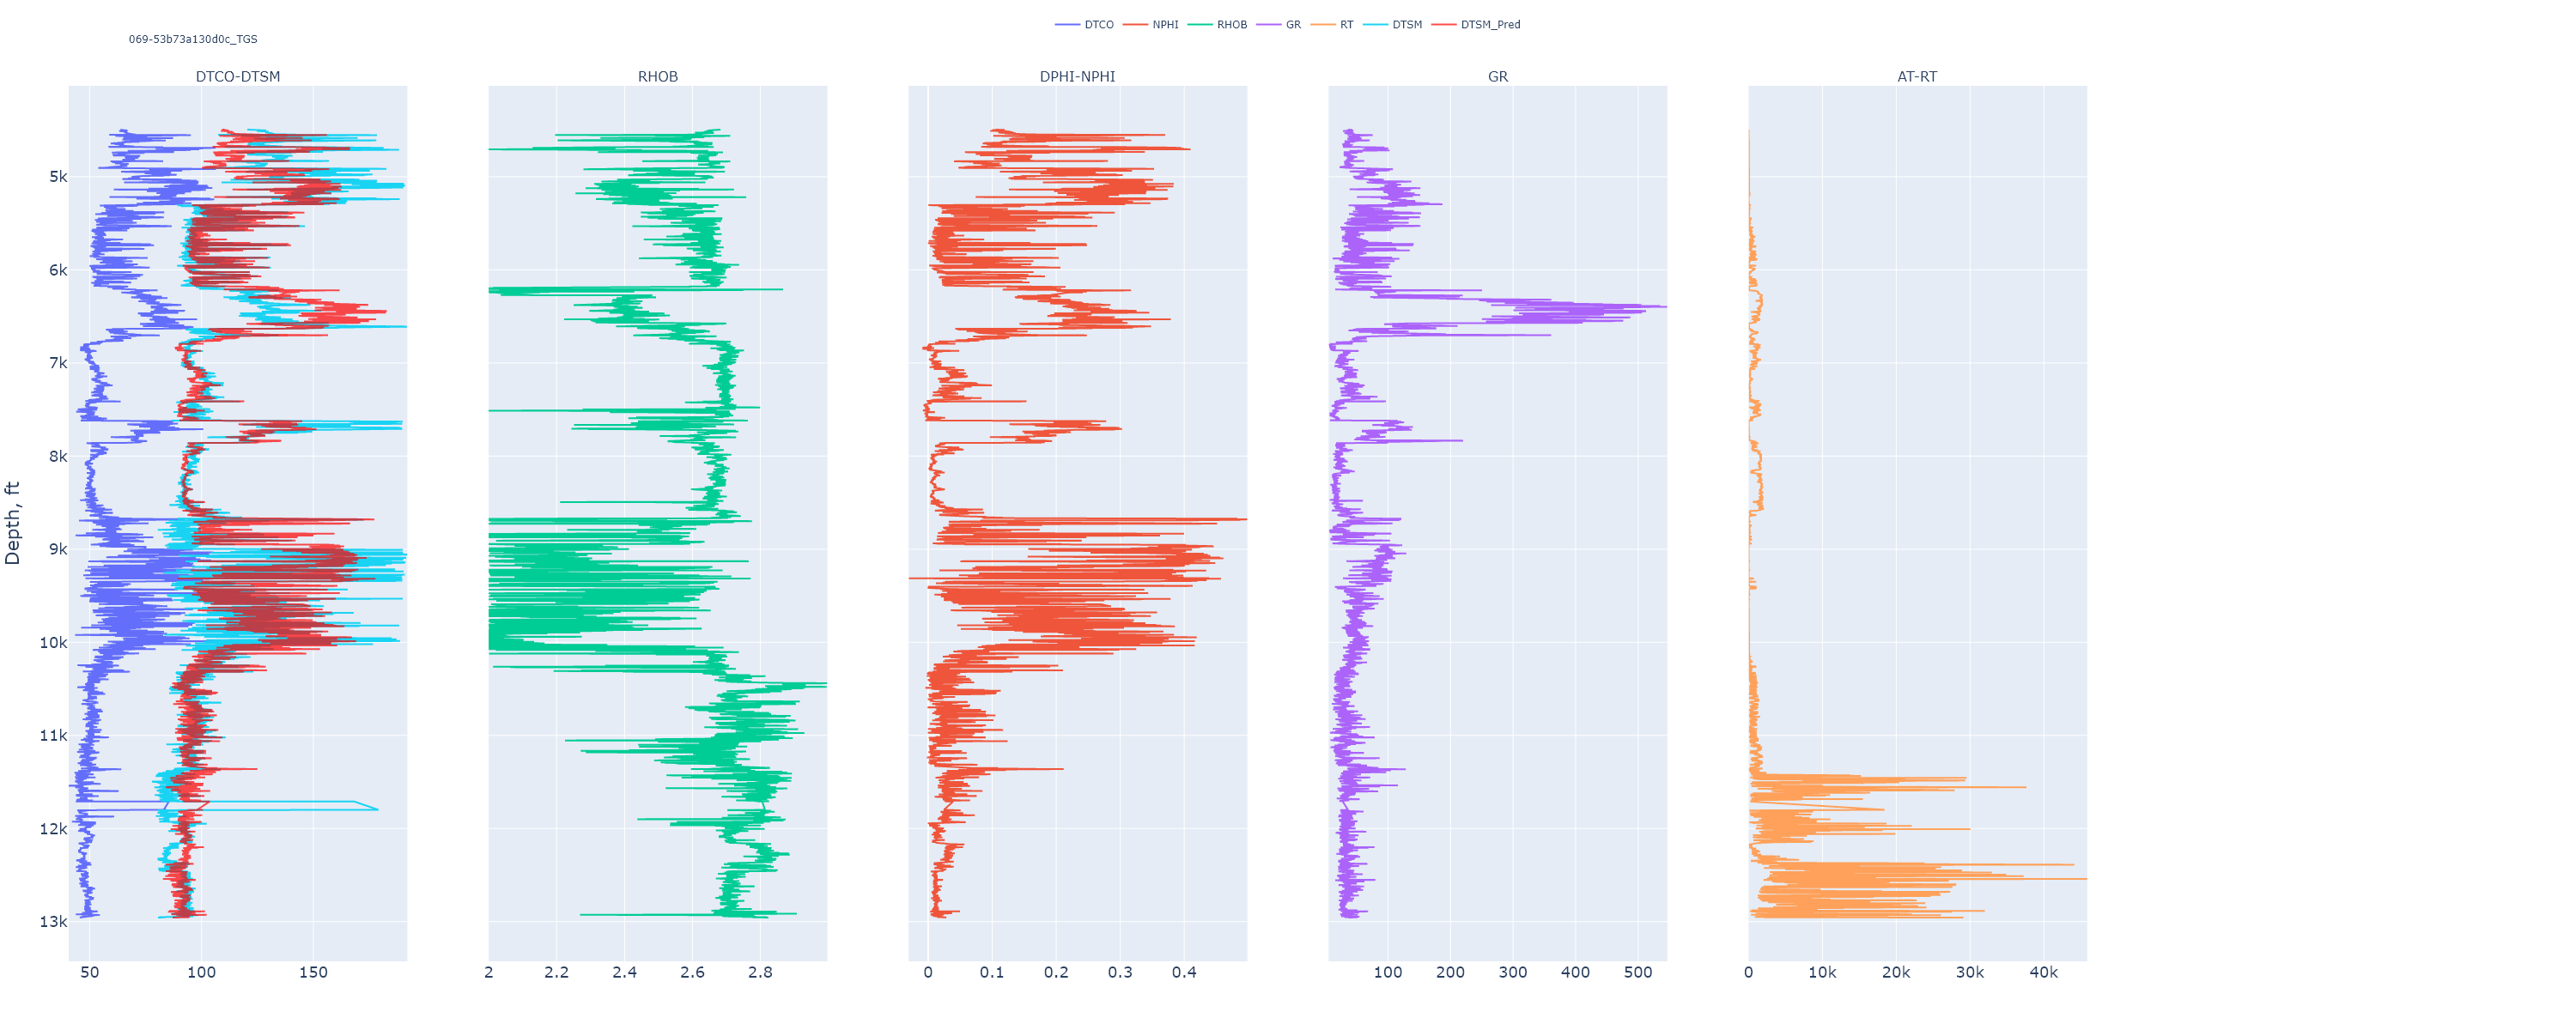 DTCO NPHI RHOB GR RT DTSM DTSM_Pred
069-53b73a130d0c_TGS
DTCO-DTSM RHOB DPHI-NPHI GR AT-RT
5k
6k
7k
8k
9k
10k
11k
12k
13k
Depth, ft
50 100 150 2 2.2 2.4 2.6 2.8 0 0.1 0.2 0.3 0.4 100 200 300 400 500 0 10k 20k 30k 40k